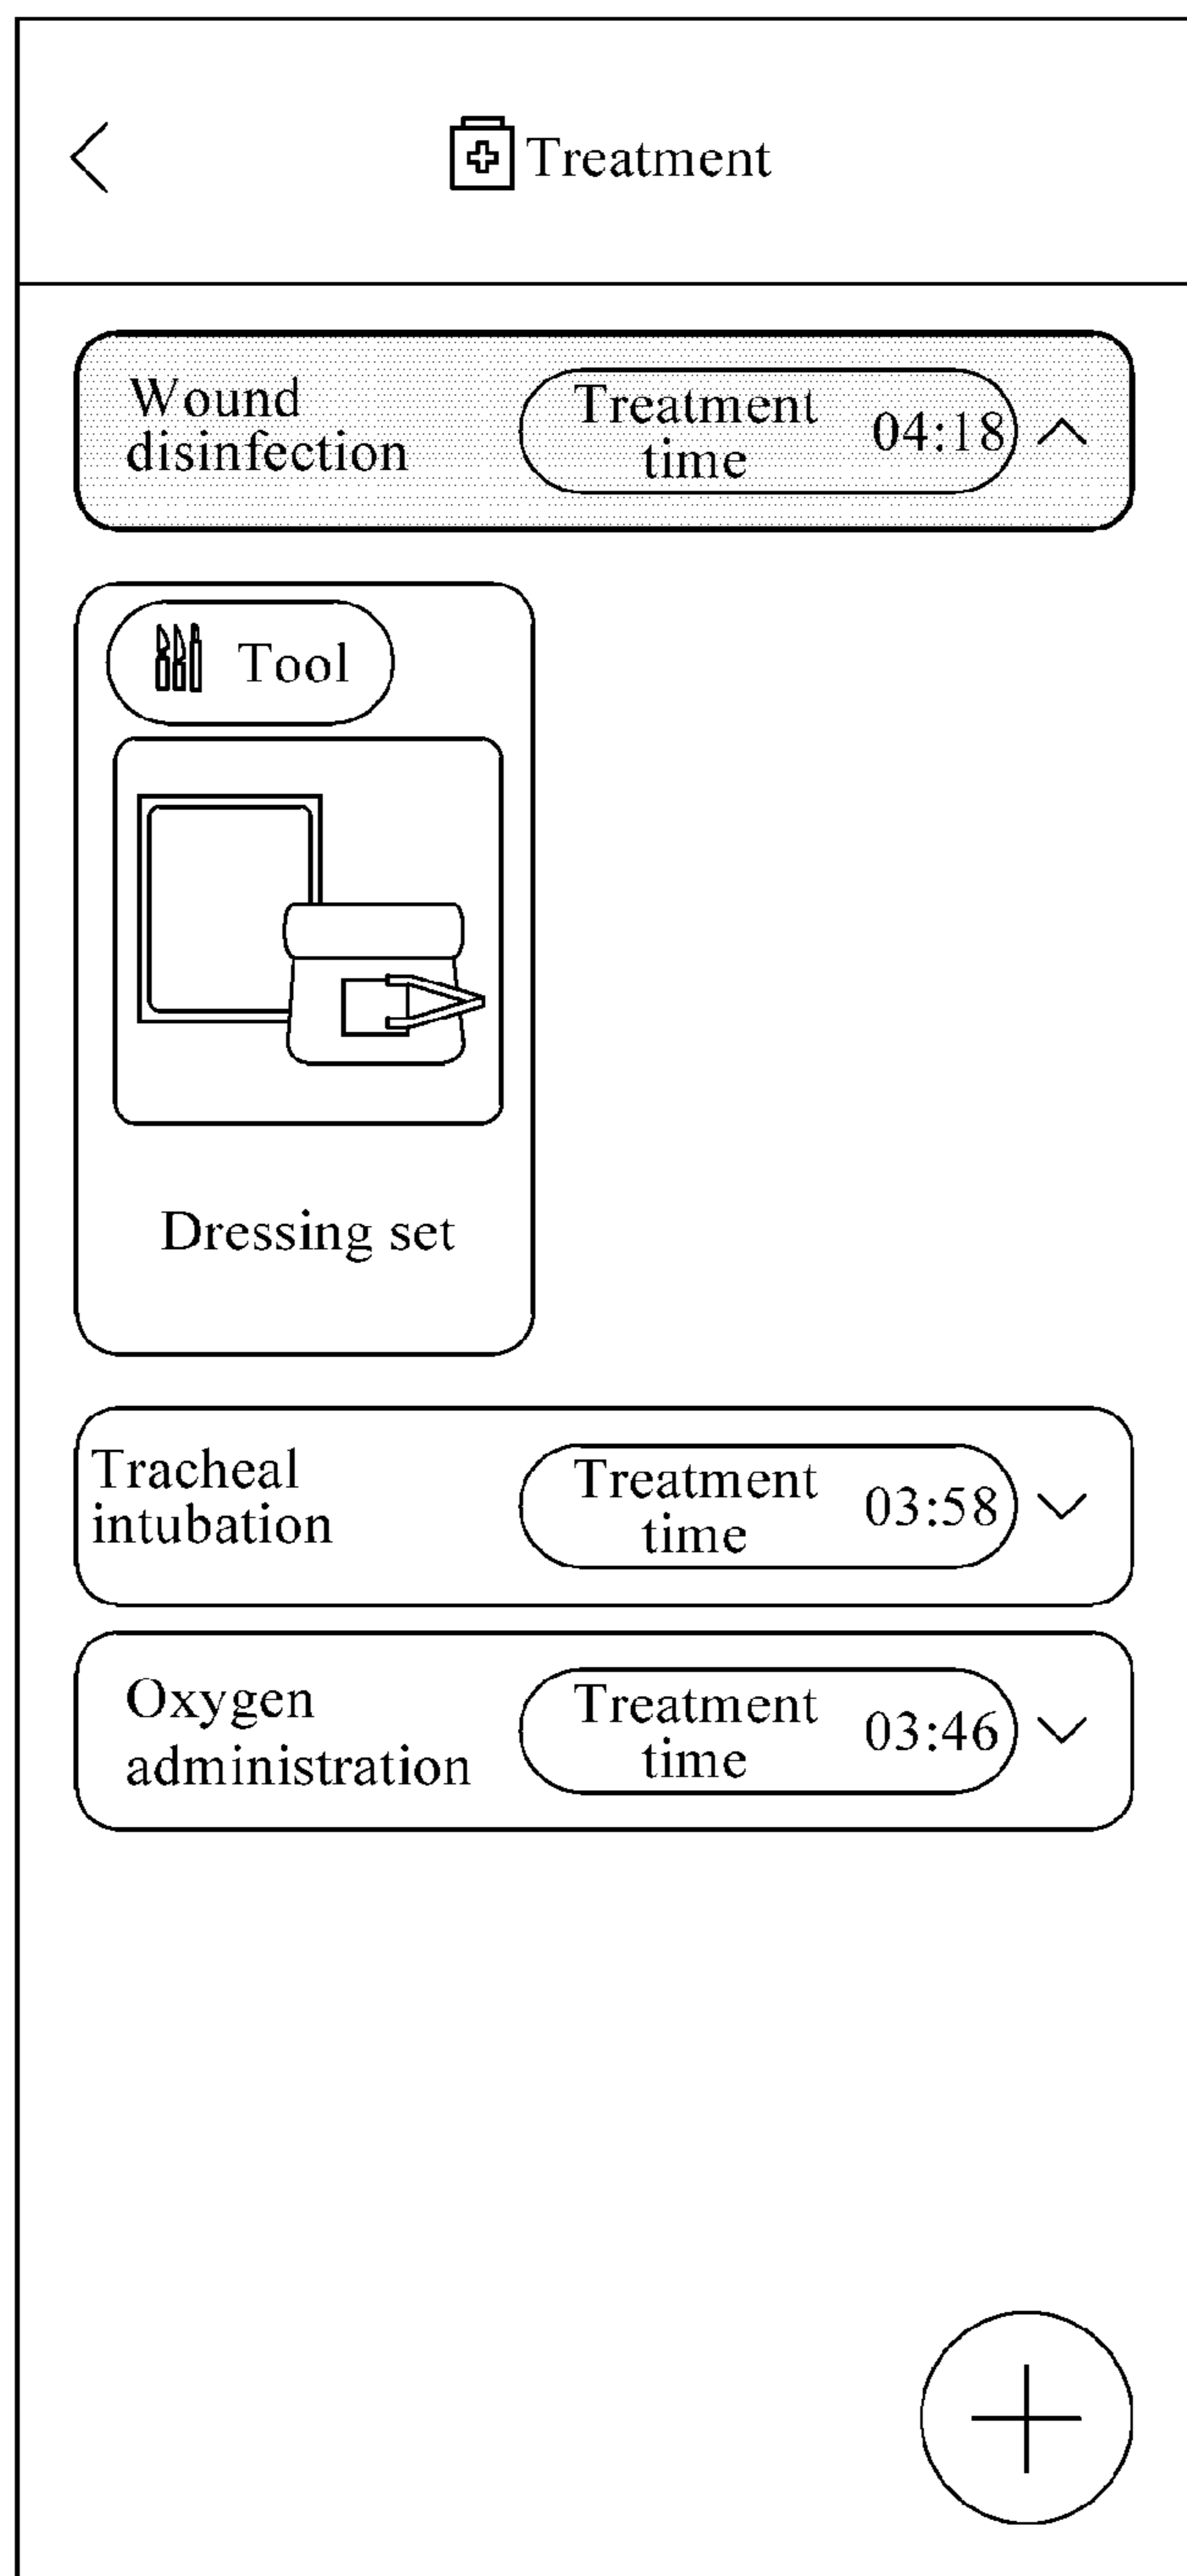 Treatment
Wound
disinfection
Treatment
time
04:18
Tool
Dressing set
Tracheal
intubation
Treatment
time
03:58
Oxygen
administration
Treatment
time
03:46